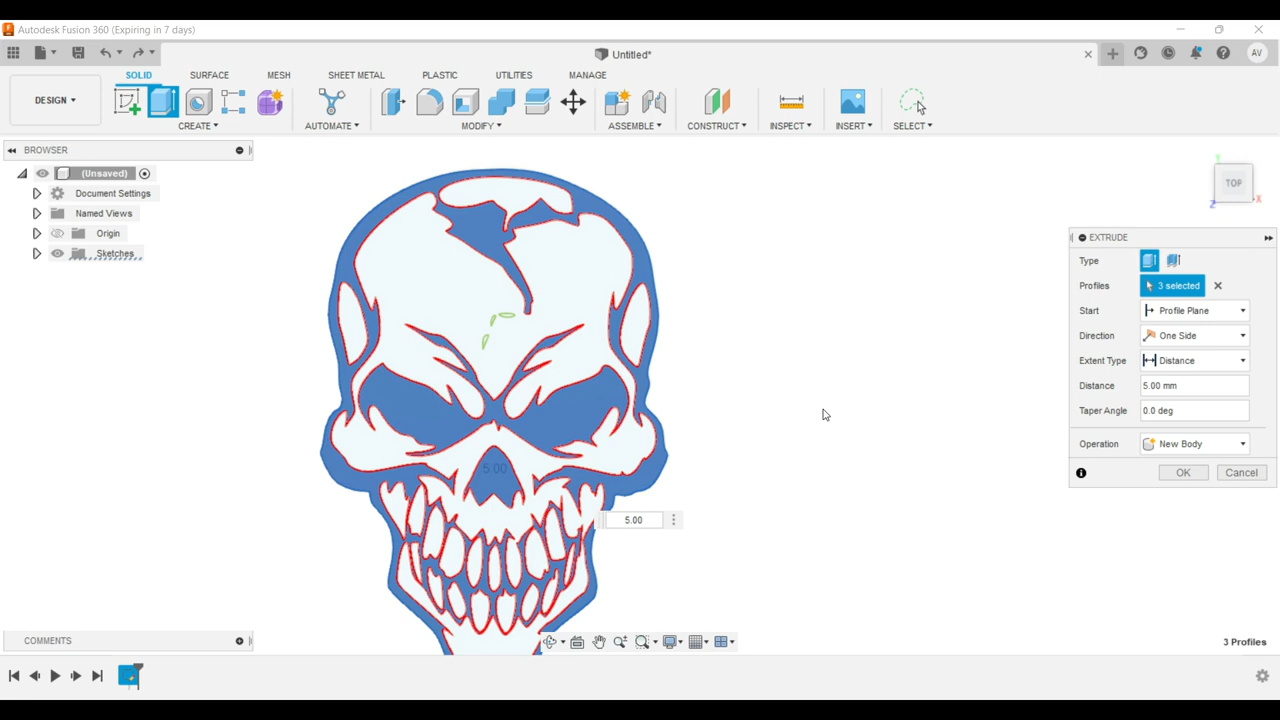 Autodesk Fusion 360 (Expiring in 7 days)
Untitled*
AV
SOLID SURFACE MESH SHEET METAL PLASTIC UTILITIES MANAGE
DESIGN
CREATE AUTOMATE MODIFY ASSEMBLE CONSTRUCT INSPECT INSERT SELECT
BROWSER
(Unsaved)
Document Settings
Named Views
Origin
Sketches
Y
TOP
Z X
EXTRUDE
Type
Profiles 3 selected
Start Profile Plane
Direction One Side
Extent Type Distance
Distance 5.00 mm
Taper Angle 0.0 deg
Operation New Body
OK Cancel
5.00
5.00
COMMENTS
3 Profiles